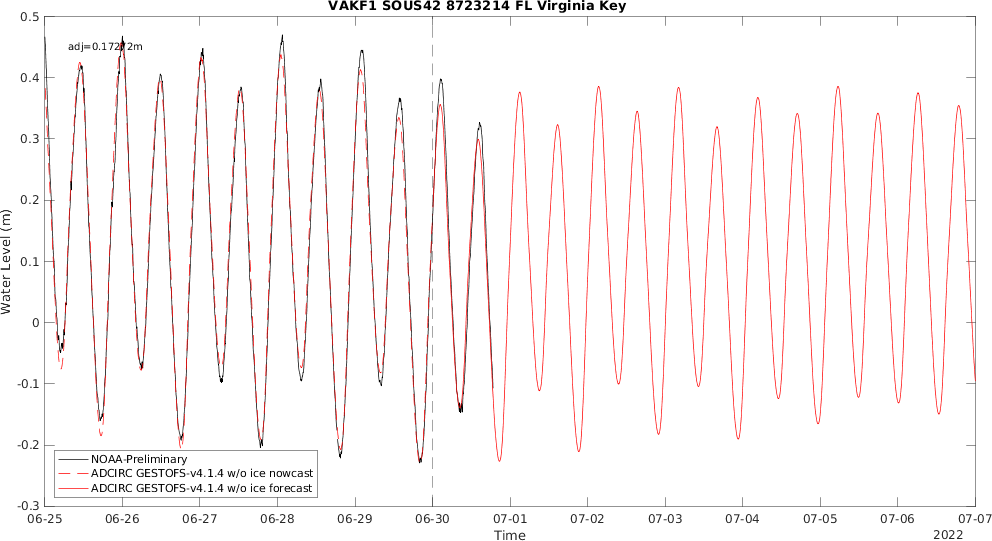 VAKF1 SOUS42 8723214 FL Virginia Key
adj=0.17272m
Water Level (m)
0.5
0.4
0.3
0.2
0.1
0
-0.1
-0.2
-0.3
NOAA-Preliminary
ADCIRC GESTOFS-v4.1.4 w/o ice nowcast
ADCIRC GESTOFS-v4.1.4 w/o ice forecast
06-25 06-26 06-27 06-28 06-29 06-30 07-01 07-02 07-03 07-04 07-05 07-06 07-07
Time
2022